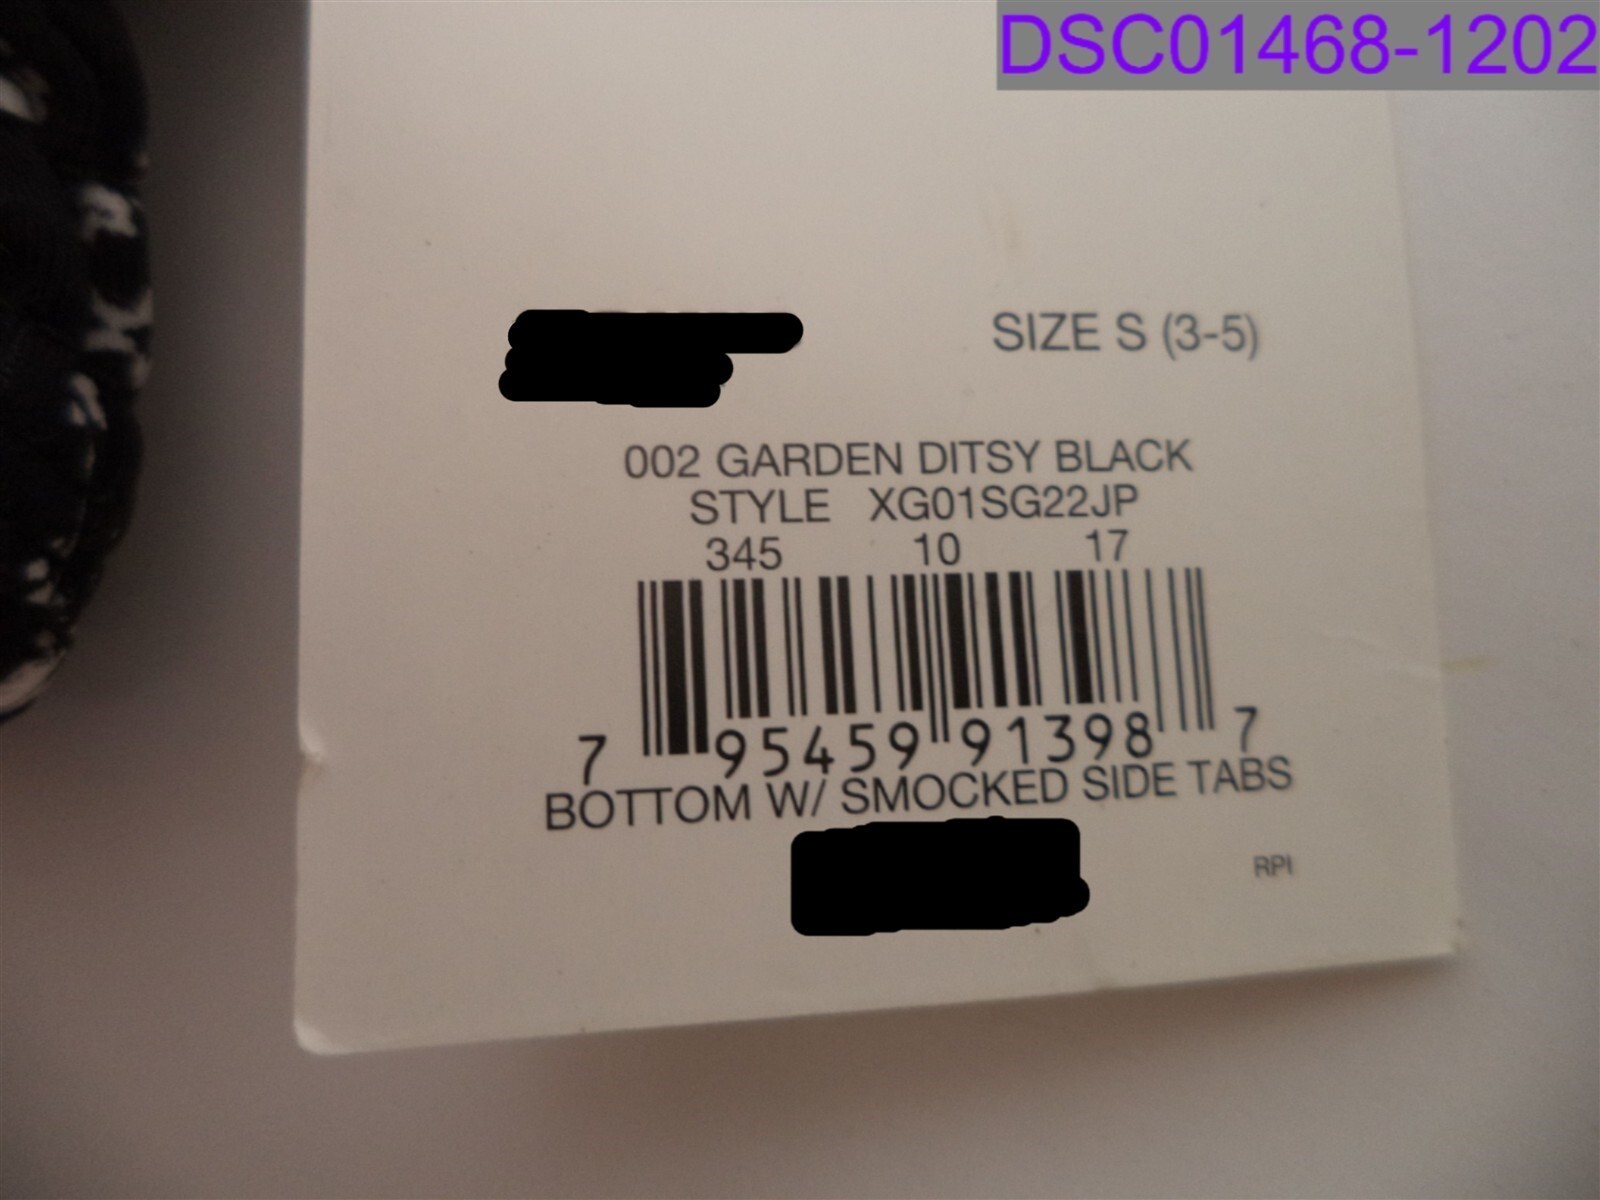 DSC01468-1202
SIZE S (3-5)
002 GARDEN DITSY BLACK
STYLE XG01SG22JP
345 10 17
7 95459 91398 7
BOTTOM W/ SMOCKED SIDE TABS
RPI